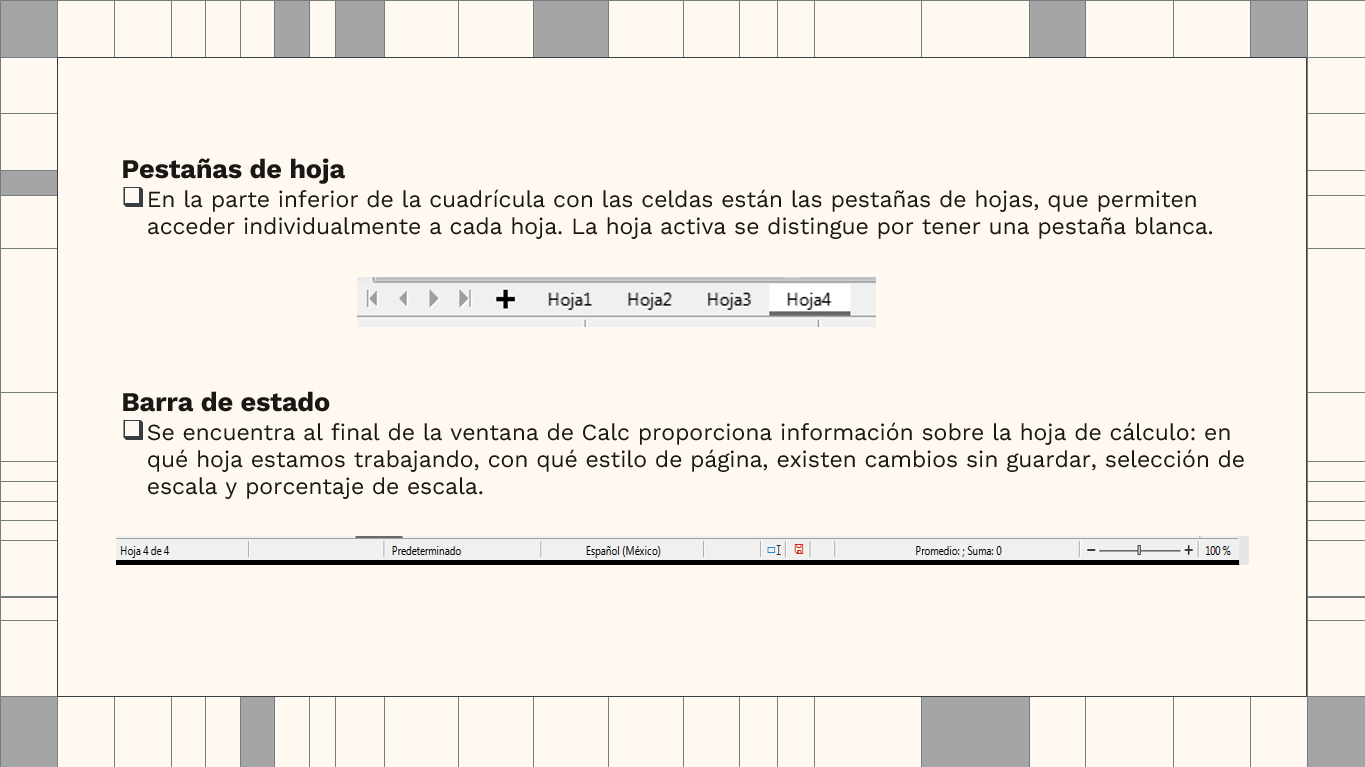 Pestañas de hoja
❑En la parte inferior de la cuadrícula con las celdas están las pestañas de hojas, que permiten
acceder individualmente a cada hoja. La hoja activa se distingue por tener una pestaña blanca.
Hoja1 Hoja2 Hoja3 Hoja4
Barra de estado
❑Se encuentra al final de la ventana de Calc proporciona información sobre la hoja de cálculo: en
qué hoja estamos trabajando, con qué estilo de página, existen cambios sin guardar, selección de
escala y porcentaje de escala.
Hoja 4 de 4 Predeterminado Español (México) Promedio: ; Suma: 0 100 %